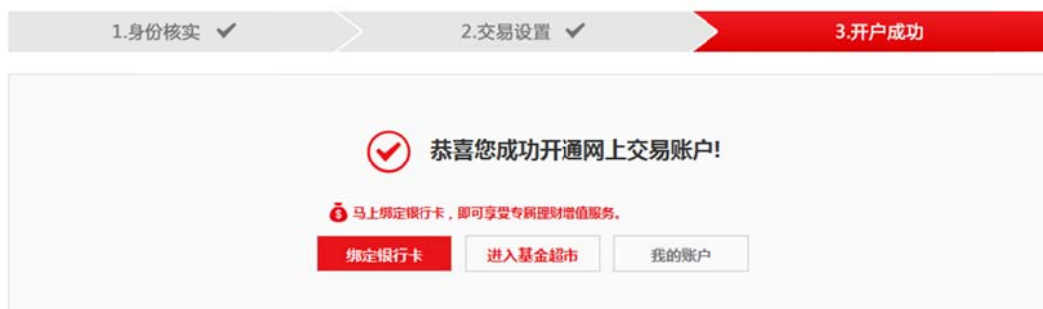 1.身份核实 2.交易设置 3.开户成功
恭喜您成功开通网上交易账户!
马上绑定银行卡，即可享受专属理财增值服务。
绑定银行卡 进入基金超市 我的账户